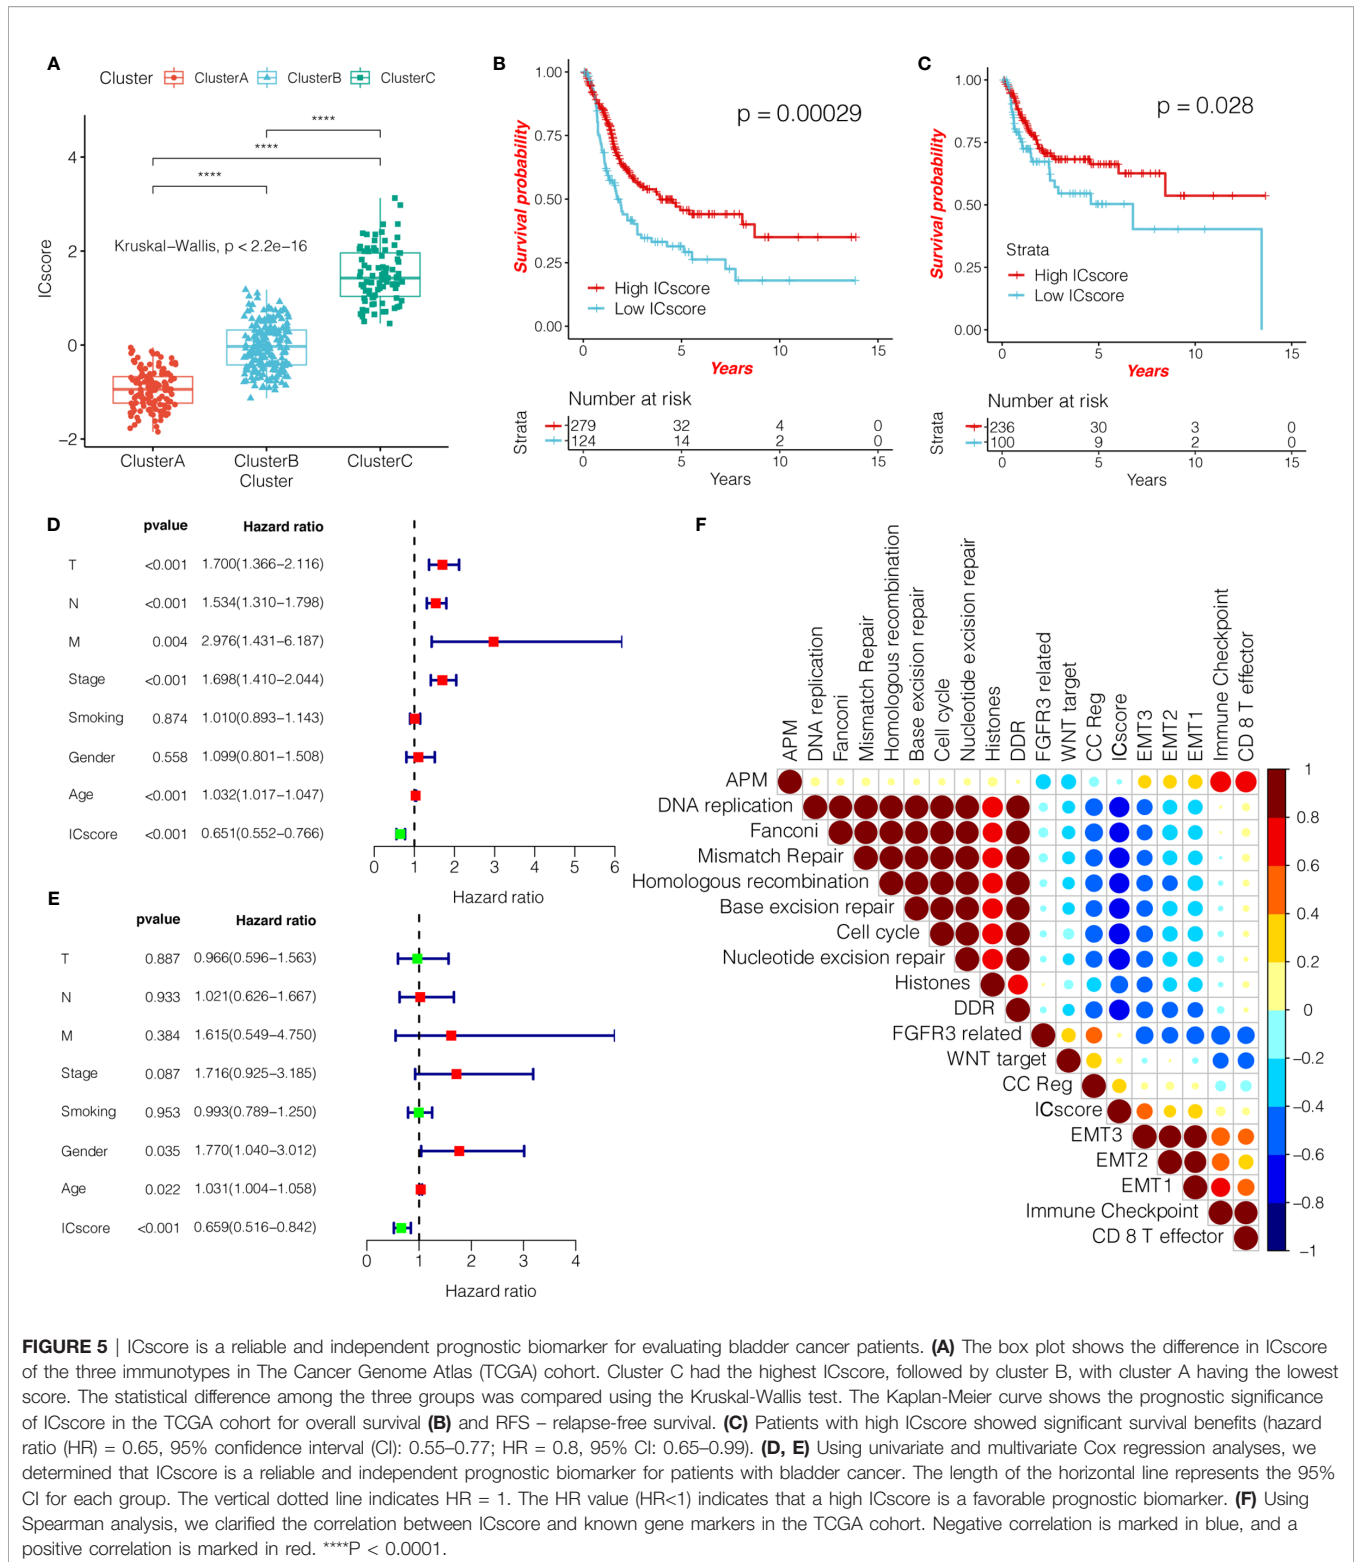 A
Cluster ClusterA ClusterB ClusterC
****
****
****
Kruskal–Wallis, p < 2.2e−16
ICscore
4
2
0
−2
ClusterA ClusterB ClusterC
Cluster
B
p = 0.00029
Survival probability
1.00
0.75
0.50
0.25
0.00
High ICscore
Low ICscore
0 5 10 15
Years
Number at risk
Strata
279 32 4 0
124 14 2 0
0 5 10 15
Years
C
p = 0.028
Survival probability
1.00
0.75
0.50
0.25
0.00
Strata
High ICscore
Low ICscore
0 5 10 15
Years
Number at risk
Strata
236 30 3 0
100 9 2 0
0 5 10 15
Years
D
pvalue Hazard ratio
T <0.001 1.700(1.366−2.116)
N <0.001 1.534(1.310−1.798)
M 0.004 2.976(1.431−6.187)
Stage <0.001 1.698(1.410−2.044)
Smoking 0.874 1.010(0.893−1.143)
Gender 0.558 1.099(0.801−1.508)
Age <0.001 1.032(1.017−1.047)
ICscore <0.001 0.651(0.552−0.766)
0 1 2 3 4 5 6
Hazard ratio
E
pvalue Hazard ratio
T 0.887 0.966(0.596−1.563)
N 0.933 1.021(0.626−1.667)
M 0.384 1.615(0.549−4.750)
Stage 0.087 1.716(0.925−3.185)
Smoking 0.953 0.993(0.789−1.250)
Gender 0.035 1.770(1.040−3.012)
Age 0.022 1.031(1.004−1.058)
ICscore <0.001 0.659(0.516−0.842)
0 1 2 3 4
Hazard ratio
F
APM
DNA replication
Fanconi
Mismatch Repair
Homologous recombination
Base excision repair
Cell cycle
Nucleotide excision repair
Histones
DDR
FGFR3 related
WNT target
CC Reg
ICscore
EMT3
EMT2
EMT1
Immune Checkpoint
CD 8 T effector
APM
DNA replication
Fanconi
Mismatch Repair
Homologous recombination
Base excision repair
Cell cycle
Nucleotide excision repair
Histones
DDR
FGFR3 related
WNT target
CC Reg
ICscore
EMT3
EMT2
EMT1
Immune Checkpoint
CD 8 T effector
1
0.8
0.6
0.4
0.2
0
−0.2
−0.4
−0.6
−0.8
−1
FIGURE 5 | ICscore is a reliable and independent prognostic biomarker for evaluating bladder cancer patients. (A) The box plot shows the difference in ICscore
of the three immunotypes in The Cancer Genome Atlas (TCGA) cohort. Cluster C had the highest ICscore, followed by cluster B, with cluster A having the lowest
score. The statistical difference among the three groups was compared using the Kruskal-Wallis test. The Kaplan-Meier curve shows the prognostic significance
of ICscore in the TCGA cohort for overall survival (B) and RFS – relapse-free survival. (C) Patients with high ICscore showed significant survival benefits (hazard
ratio (HR) = 0.65, 95% confidence interval (CI): 0.55–0.77; HR = 0.8, 95% CI: 0.65–0.99). (D, E) Using univariate and multivariate Cox regression analyses, we
determined that ICscore is a reliable and independent prognostic biomarker for patients with bladder cancer. The length of the horizontal line represents the 95%
CI for each group. The vertical dotted line indicates HR = 1. The HR value (HR<1) indicates that a high ICscore is a favorable prognostic biomarker. (F) Using
Spearman analysis, we clarified the correlation between ICscore and known gene markers in the TCGA cohort. Negative correlation is marked in blue, and a
positive correlation is marked in red. ****P < 0.0001.